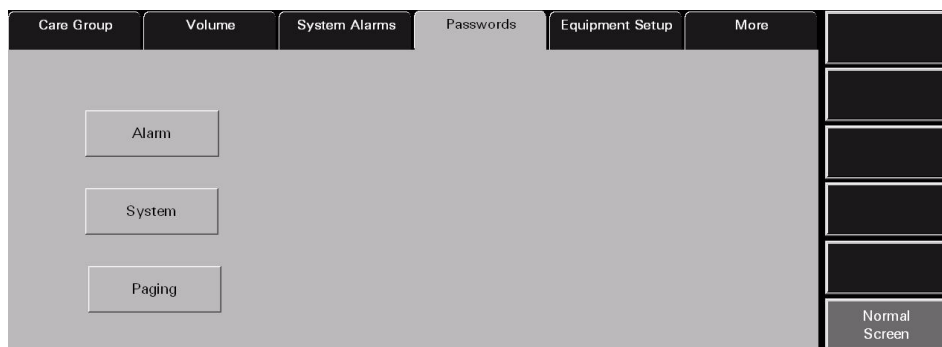 Care Group Volume System Alarms Passwords Equipment Setup More
Alarm
System
Paging
Normal
Screen